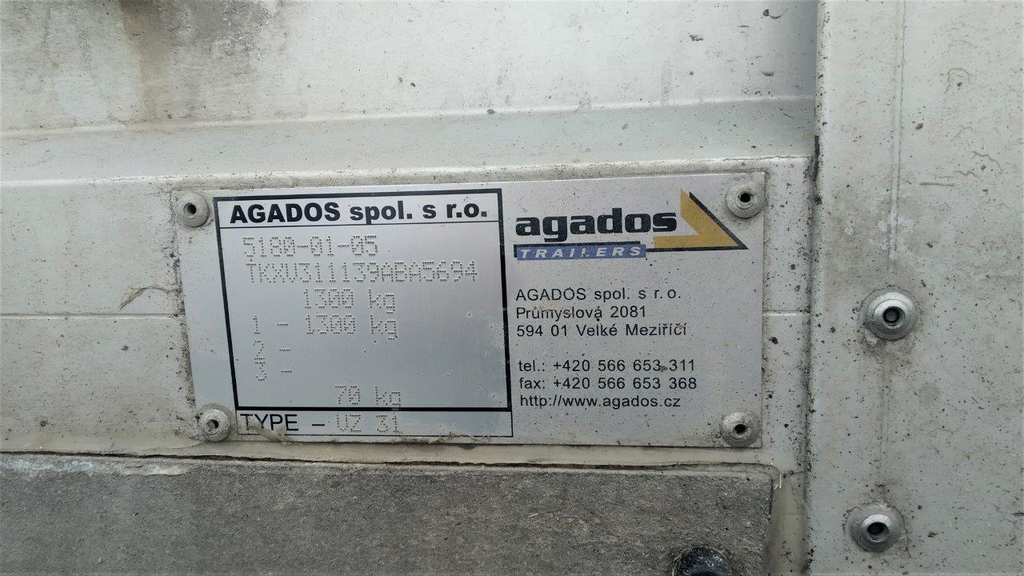 AGADOS spol. s r.o.
5180-01-05
TKXV311139ABA5694
1300 kg
1 - 1300 kg
2 -
3 -
70 kg
TYPE - VZ 31
agados
TRAILERS
AGADOS spol. s r. o.
Průmyslová 2081
594 01 Velké Meziříčí
tel.: +420 566 653 311
fax: +420 566 653 368
http://www.agados.cz